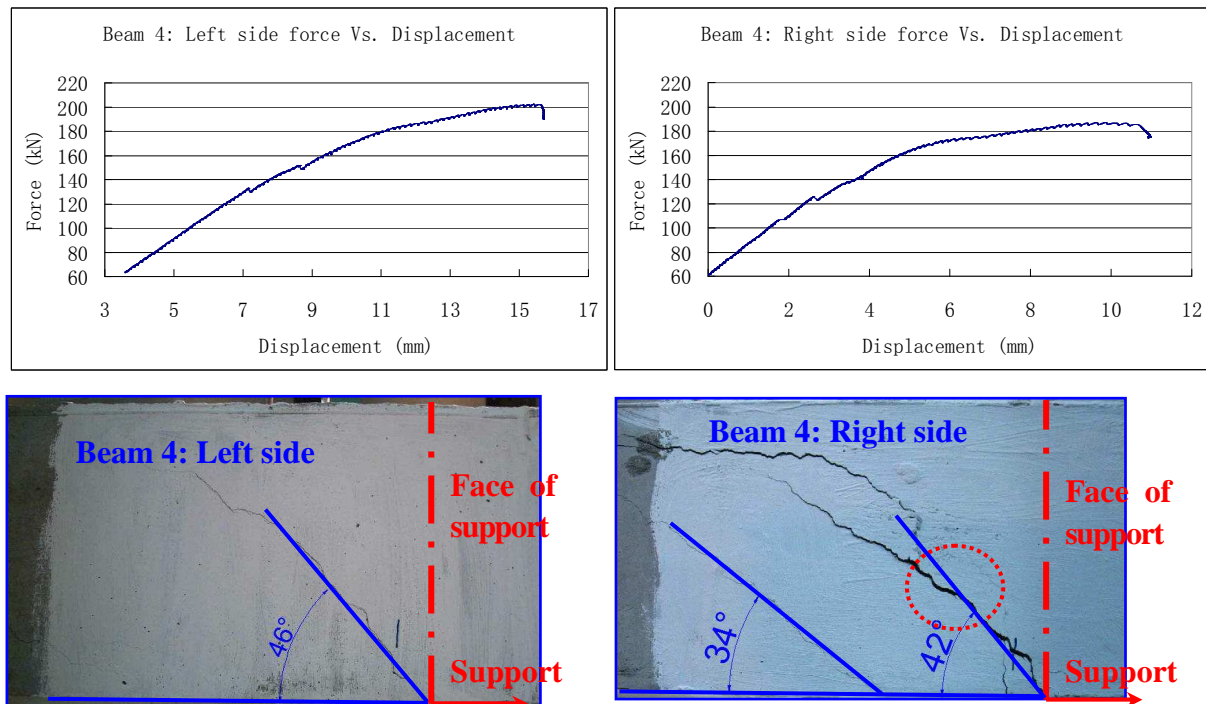 Beam 4: Left side force Vs. Displacement
Force (kN)
220
200
180
160
140
120
100
80
60
3 5 7 9 11 13 15 17
Displacement (mm)
Beam 4: Right side force Vs. Displacement
Force (kN)
220
200
180
160
140
120
100
80
60
0 2 4 6 8 10 12
Displacement (mm)
Beam 4: Left side
Face of
support
46°
Support
Beam 4: Right side
Face of
support
34°
42°
Support